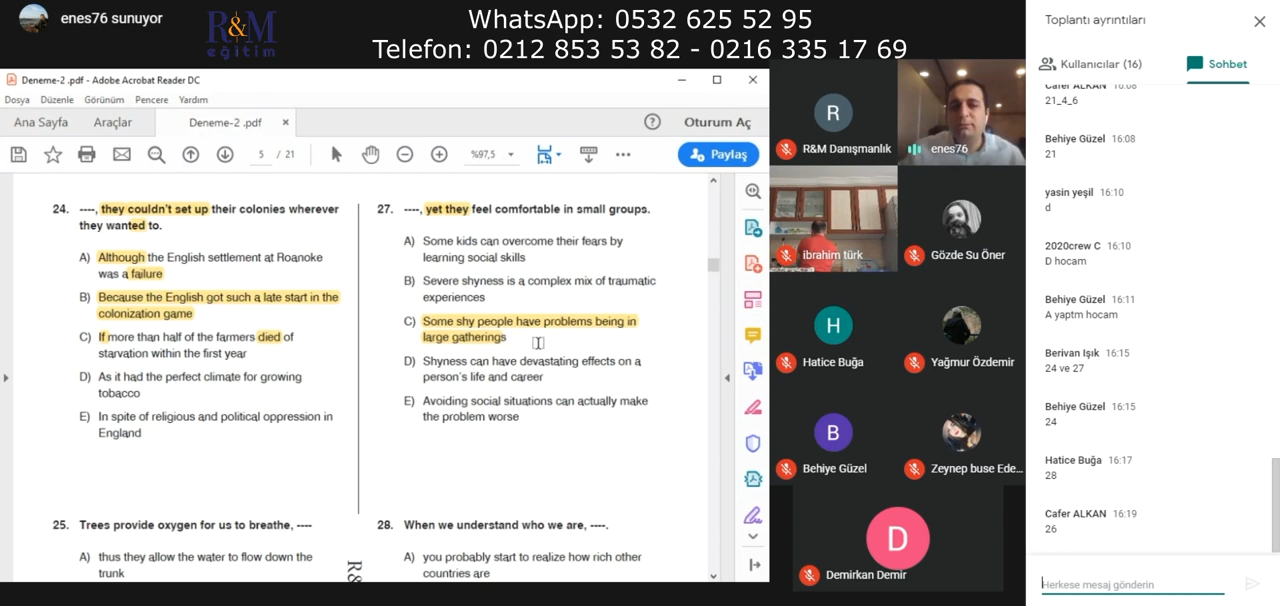 enes76 sunuyor
R&M
eğitim
WhatsApp: 0532 625 52 95
Telefon: 0212 853 53 82 - 0216 335 17 69
Deneme-2 .pdf - Adobe Acrobat Reader DC
Dosya Düzenle Görünüm Pencere Yardım
Ana Sayfa Araçlar Deneme-2 .pdf × Oturum Aç
5 / 21 %97,5 Paylaş
24. ----, they couldn't set up their colonies wherever
they wanted to.
A) Although the English settlement at Roanoke
was a failure
B) Because the English got such a late start in the
colonization game
C) If more than half of the farmers died of
starvation within the first year
D) As it had the perfect climate for growing
tobacco
E) In spite of religious and political oppression in
England
25. Trees provide oxygen for us to breathe, ----
A) thus they allow the water to flow down the
trunk
R&
27. ----, yet they feel comfortable in small groups.
A) Some kids can overcome their fears by
learning social skills
B) Severe shyness is a complex mix of traumatic
experiences
C) Some shy people have problems being in
large gatherings
D) Shyness can have devastating effects on a
person's life and career
E) Avoiding social situations can actually make
the problem worse
28. When we understand who we are, ----.
A) you probably start to realize how rich other
countries are
R
R&M Danışmanlık
enes76
ibrahim türk
Gözde Su Öner
H
Hatice Buğa
Yağmur Özdemir
B
Behiye Güzel
Zeynep buse Ede...
D
Demirkan Demir
Toplantı ayrıntıları
Kullanıcılar (16) Sohbet
Cafer ALKAN 16:08
21_4_6
Behiye Güzel 16:08
21
yasin yeşil 16:10
d
2020crew C 16:10
D hocam
Behiye Güzel 16:11
A yaptm hocam
Berivan Işık 16:15
24 ve 27
Behiye Güzel 16:15
24
Hatice Buğa 16:17
28
Cafer ALKAN 16:19
26
Herkese mesaj gönderin